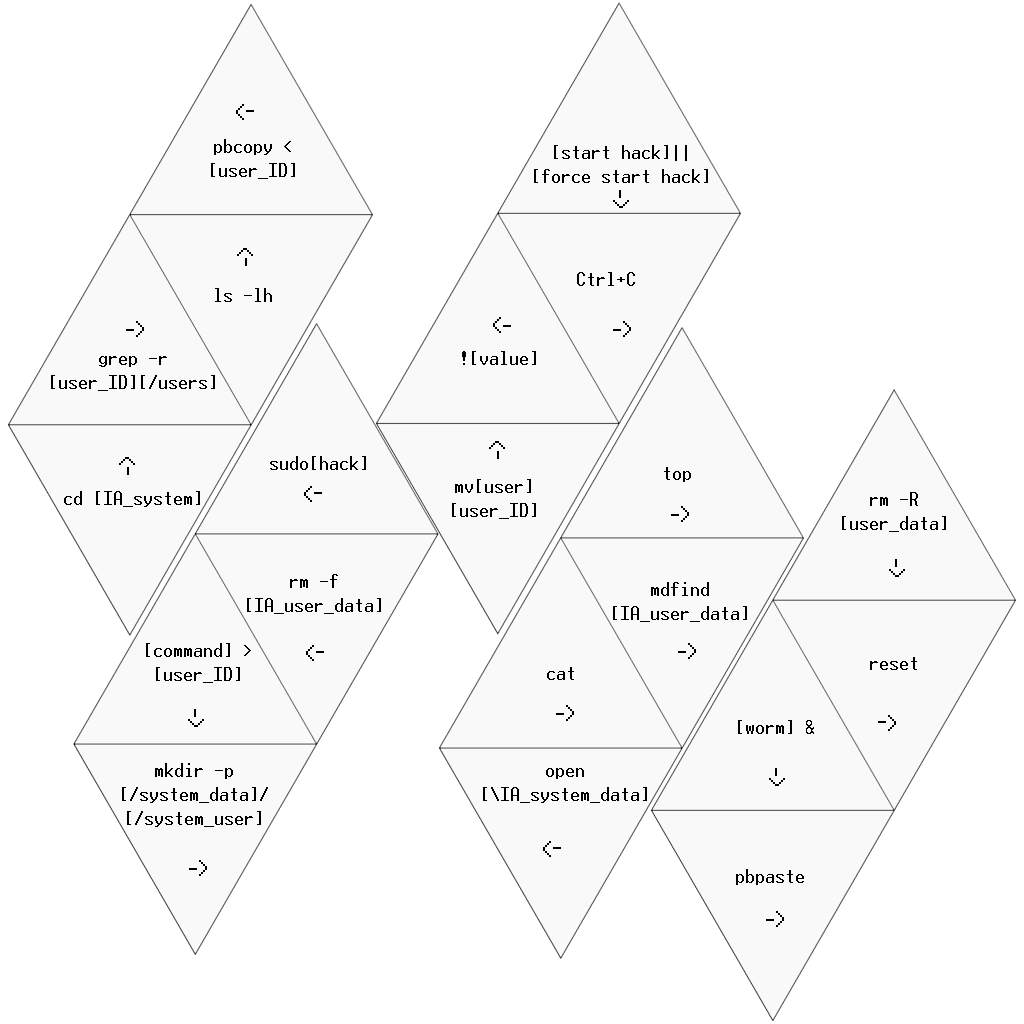 <-
pbcopy <
[user_ID]
^
ls -lh
->
grep -r
[user_ID][/users]
^
cd [IA_system]
sudo[hack]
<-
rm -f
[IA_user_data]
<-
[command] >
[user_ID]
↓
mkdir -p
[/system_data]/
[/system_user]
->
[start hack]||
[force start hack]
↓
Ctrl+C
->
<-
![value]
↑
mv[user]
[user_ID]
top
->
mdfind
[IA_user_data]
->
cat
->
open
[\IA_system_data]
<-
rm -R
[user_data]
↓
reset
->
[worm] &
↓
pbpaste
->